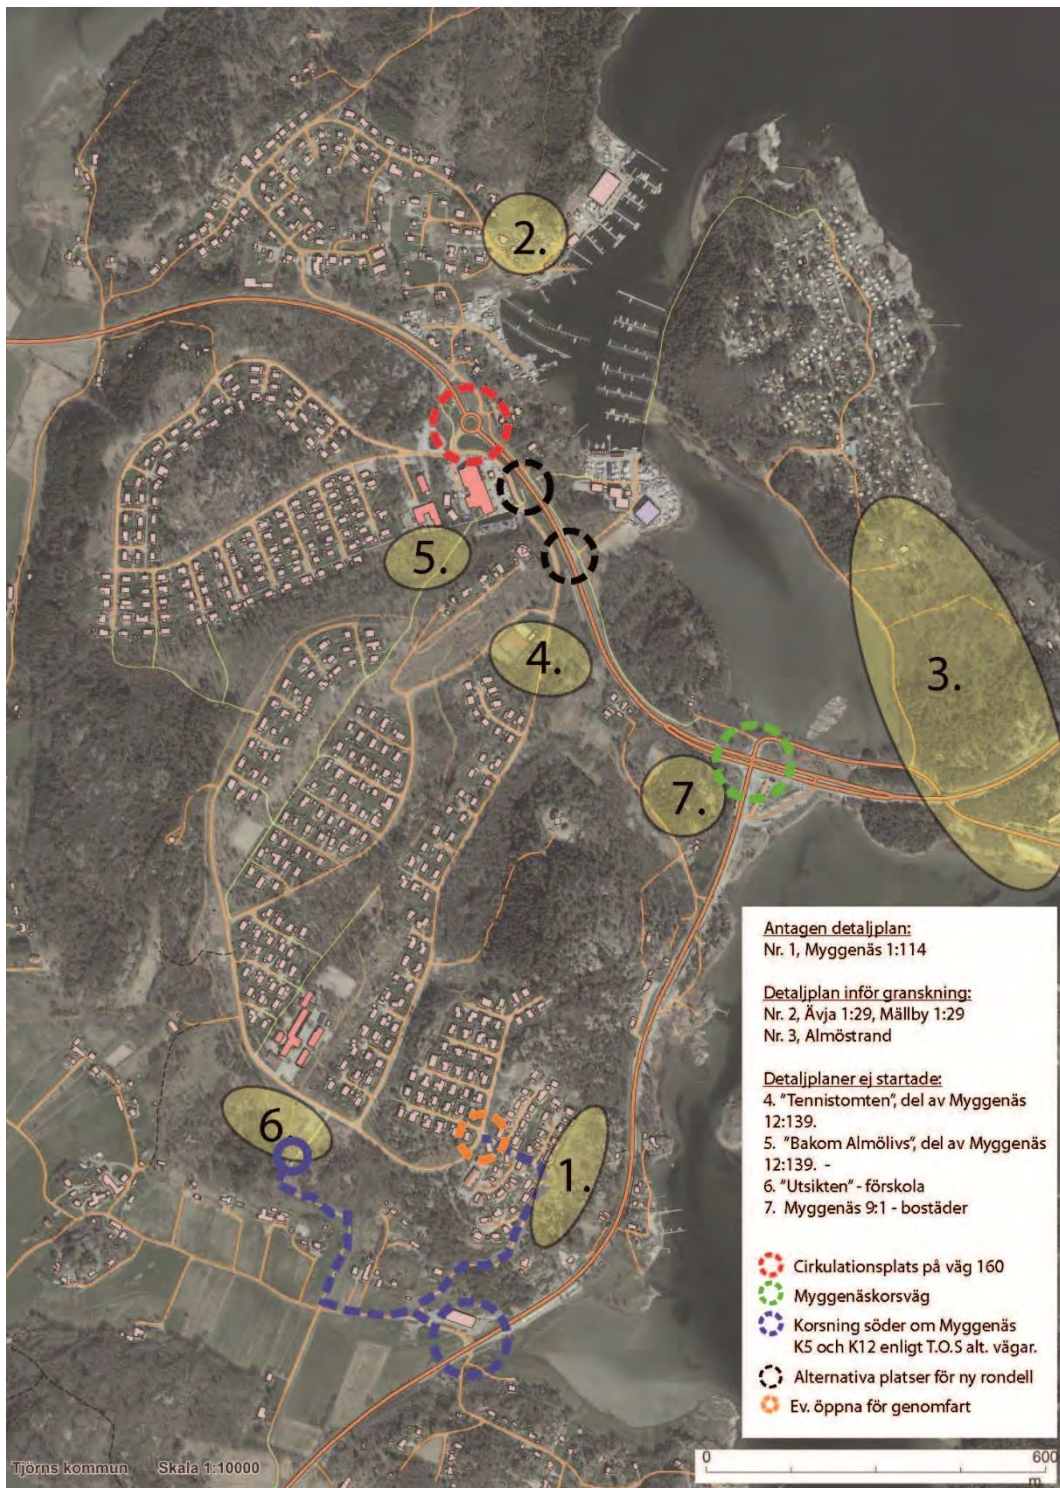 2.
5.
4.
3.
7.
6.
1.
Antagen detaljplan:
Nr. 1, Myggenäs 1:114
Detaljplan inför granskning:
Nr. 2, Ävja 1:29, Mällby 1:29
Nr. 3, Almöstrand
Detaljplaner ej startade:
4. "Tennistomten", del av Myggenäs
12:139.
5. "Bakom Almölivs", del av Myggenäs
12:139. -
6. "Utsikten" - förskola
7. Myggenäs 9:1 - bostäder
Cirkulationsplats på väg 160
Myggenäskorsväg
Korsning söder om Myggenäs
K5 och K12 enligt T.O.S alt. vägar.
Alternativa platser för ny rondell
Ev. öppna för genomfart
Tjörns kommun Skala 1:10000
0 600
m